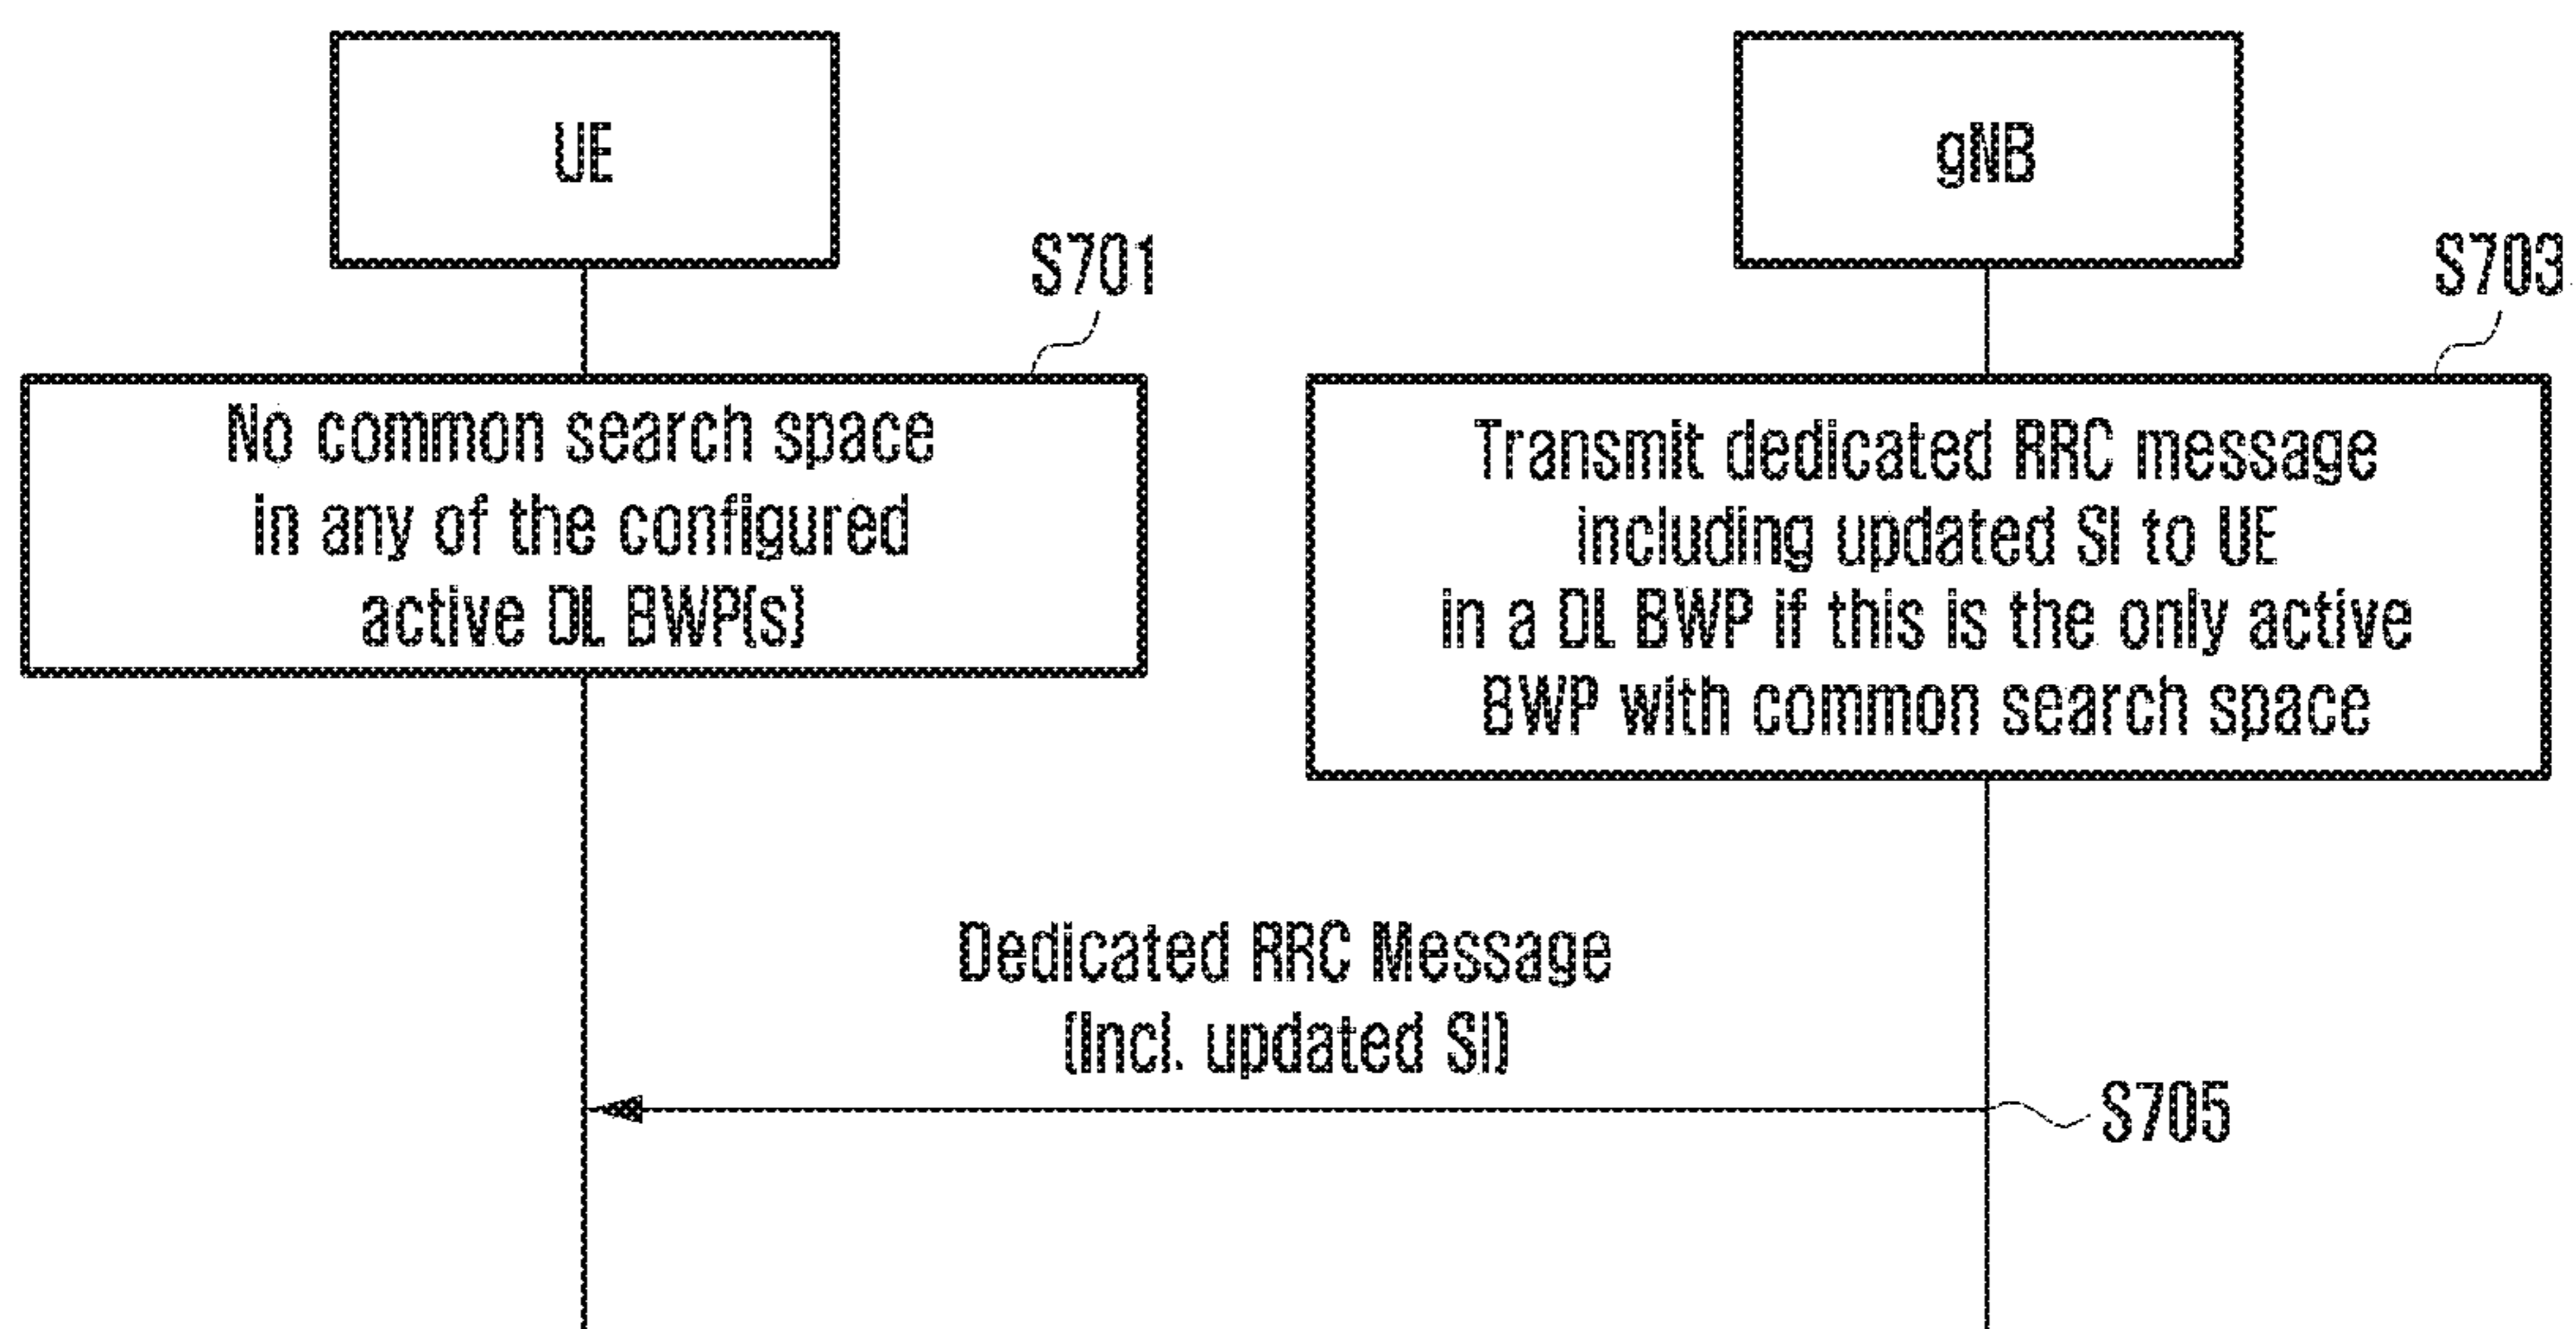 UE
gNB
S701
S703
No common search space
in any of the configured
active DL BWP(s)
Transmit dedicated RRC message
including updated SI to UE
in a DL BWP if this is the only active
BWP with common search space
Dedicated RRC Message
(Incl. updated SI)
S705